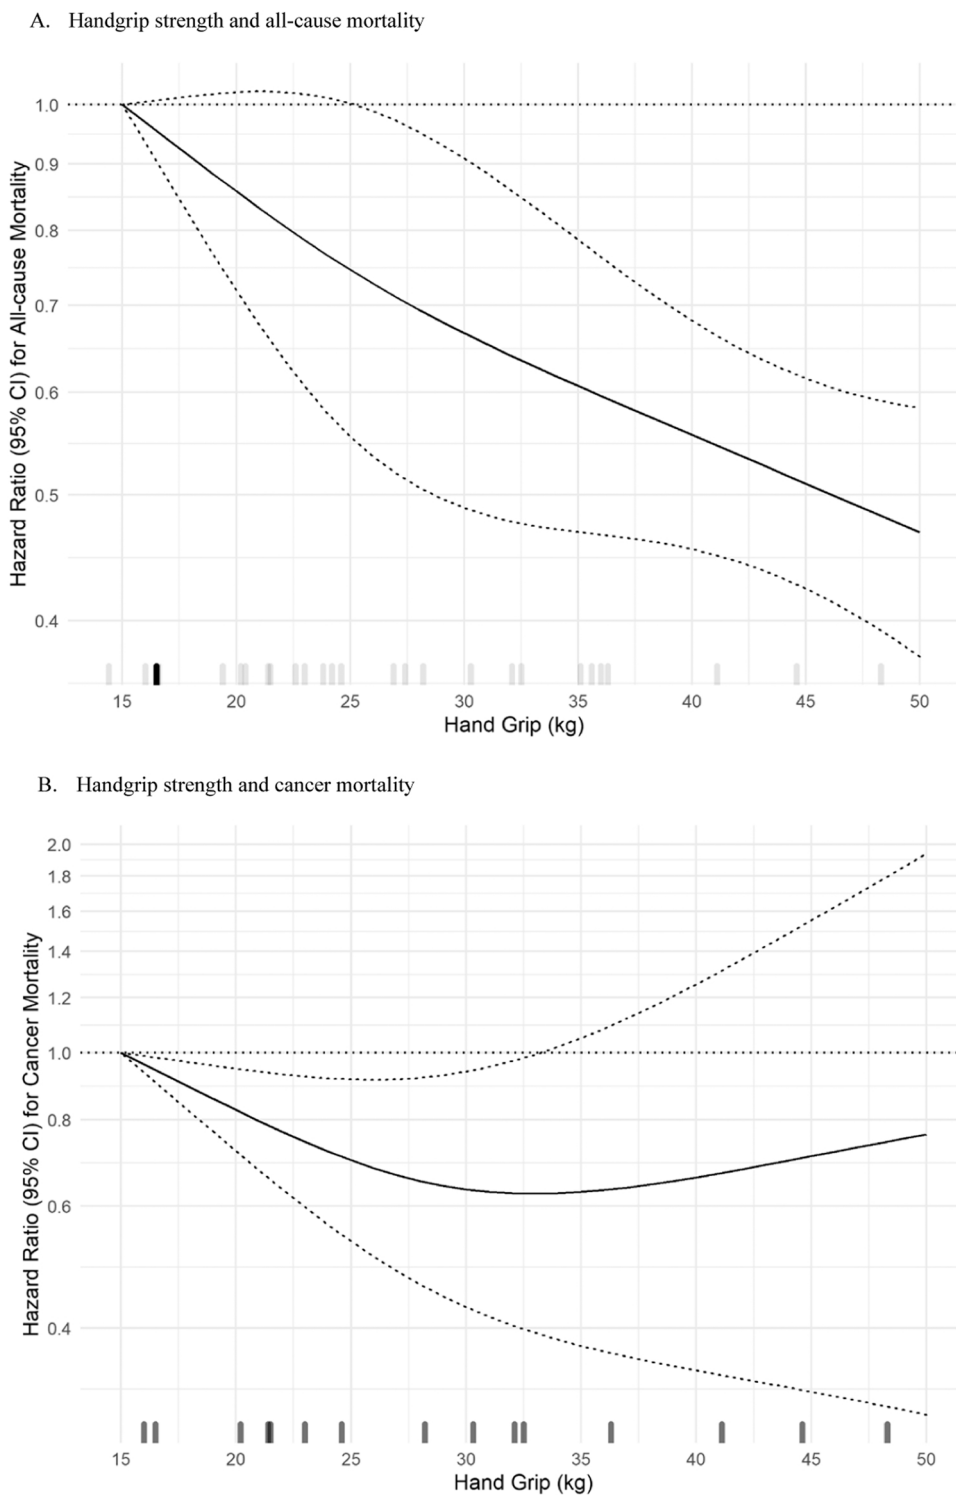 A. Handgrip strength and all-cause mortality
Hazard Ratio (95% CI) for All-cause Mortality
1.0
0.9
0.8
0.7
0.6
0.5
0.4
15 20 25 30 35 40 45 50
Hand Grip (kg)
B. Handgrip strength and cancer mortality
Hazard Ratio (95% CI) for Cancer Mortality
2.0
1.8
1.6
1.4
1.2
1.0
0.8
0.6
0.4
15 20 25 30 35 40 45 50
Hand Grip (kg)